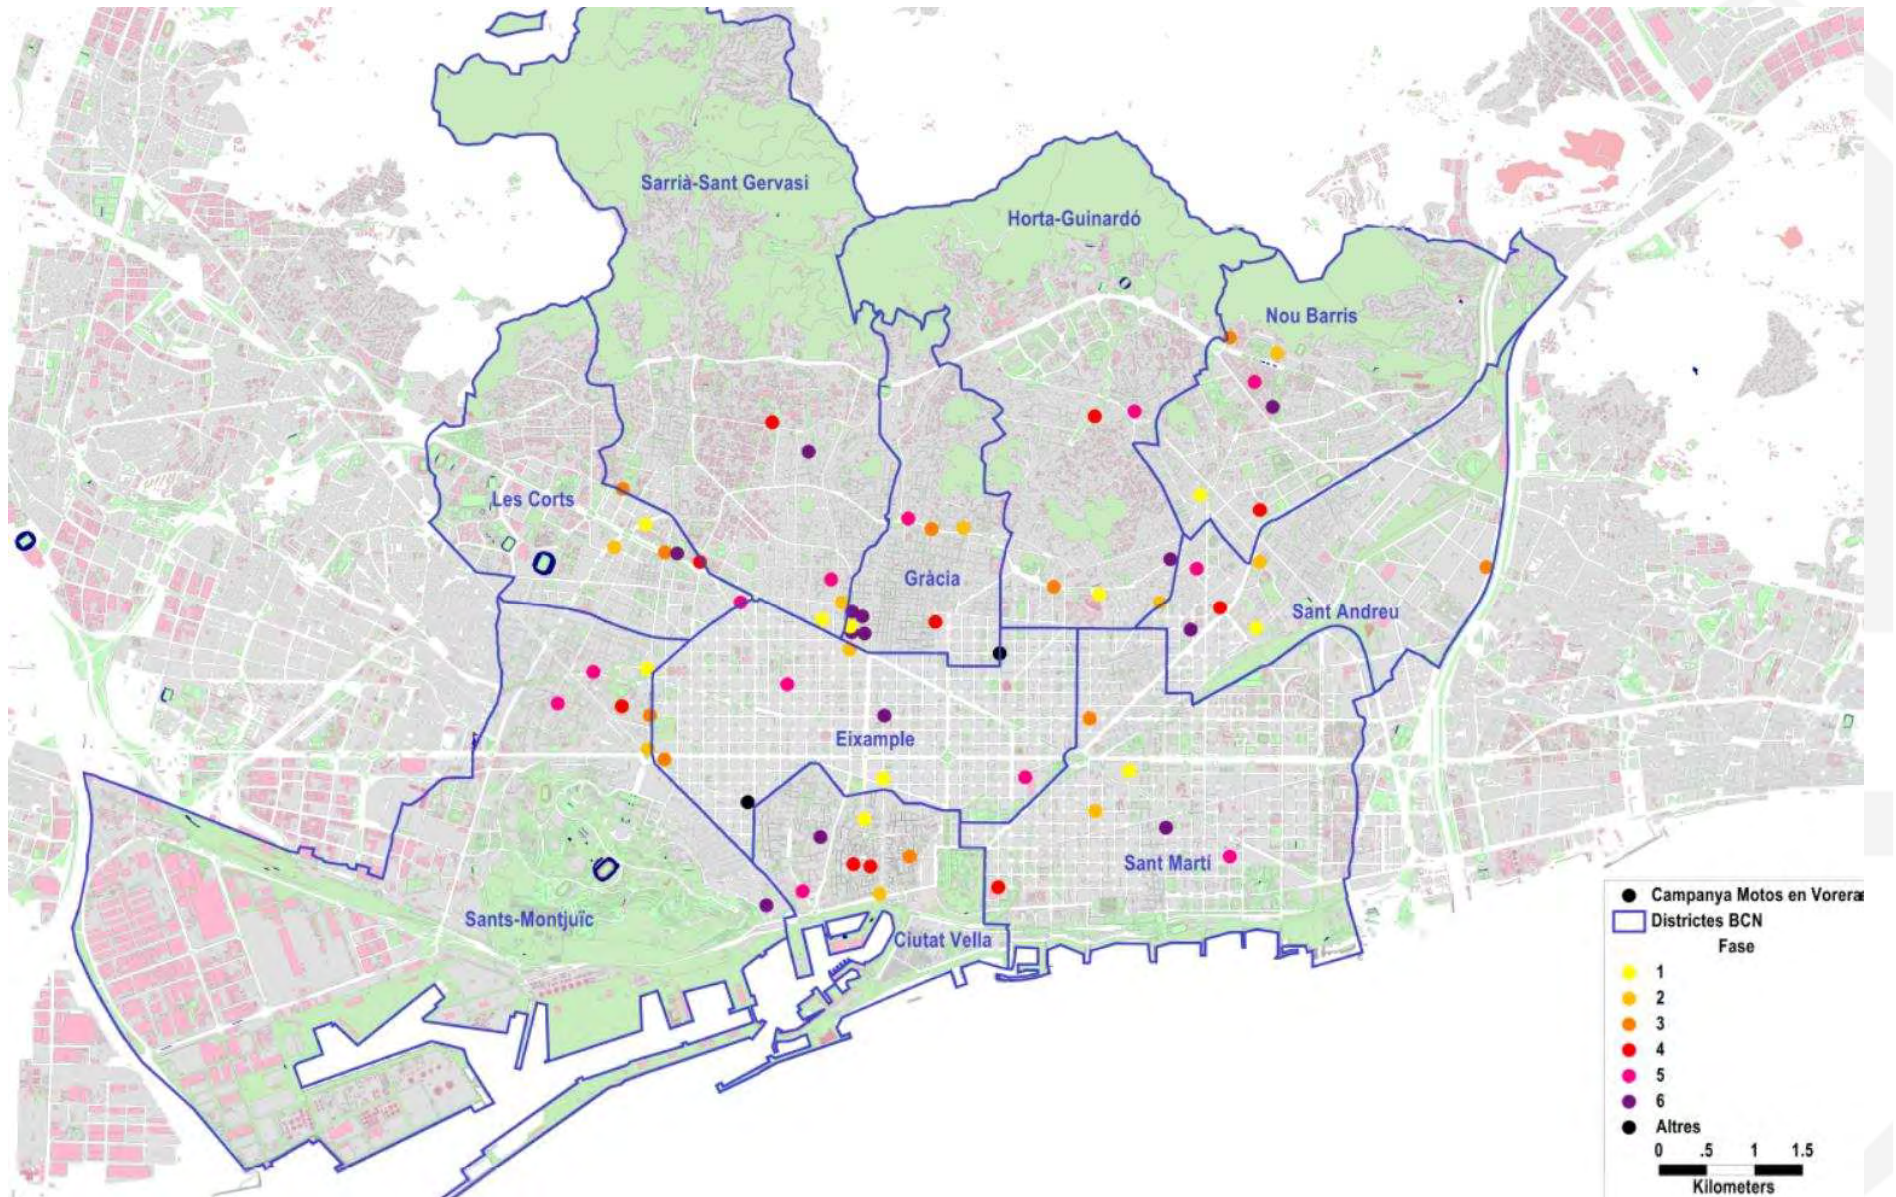 Sarrià-Sant Gervasi
Horta-Guinardó
Nou Barris
Les Corts
Gràcia
Sant Andreu
Eixample
Sant Martí
Sants-Montjuïc
Ciutat Vella
Campanya Motos en Vorera
Districtes BCN
Fase
1
2
3
4
5
6
Altres
0 .5 1 1.5
Kilometers